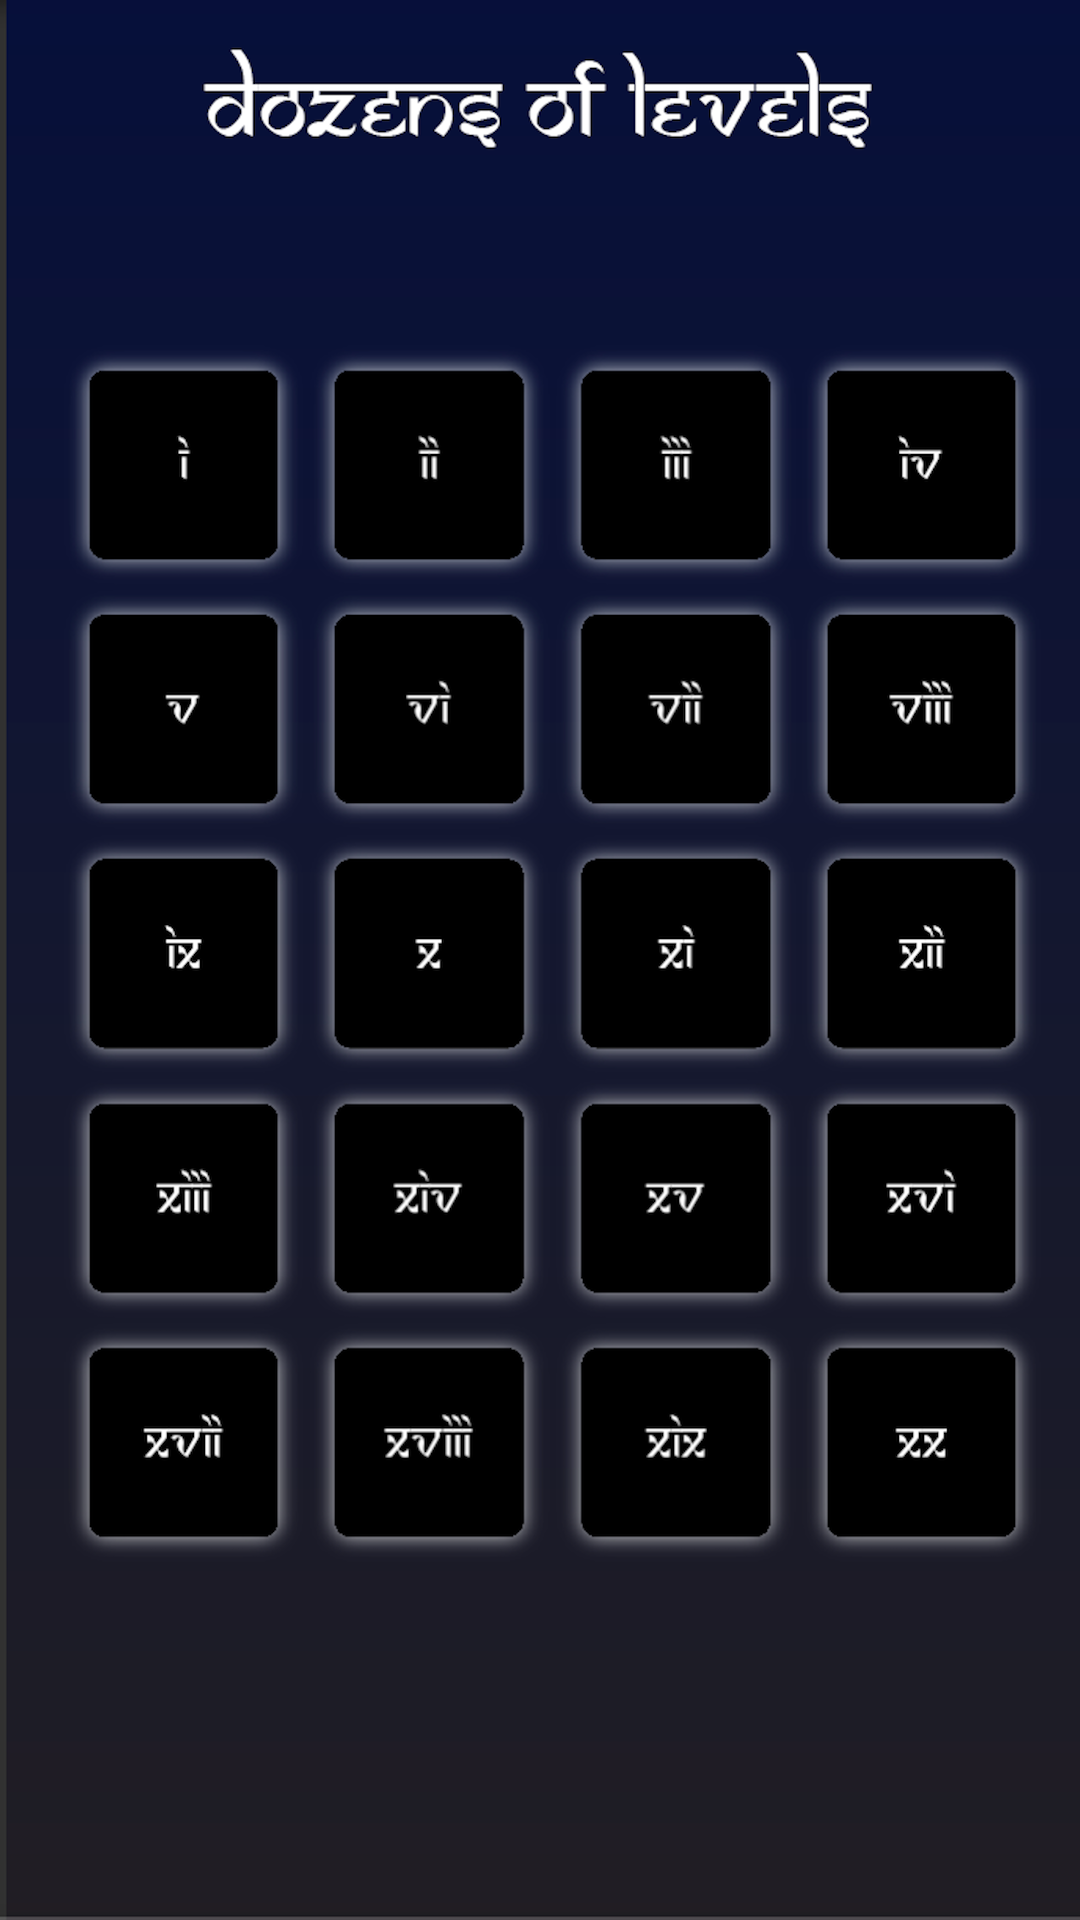 dozens of levels
i ii iii iv
v vi vii viii
ix x xi xii
xiii xiv xv xvi
xvii xviii xix xx